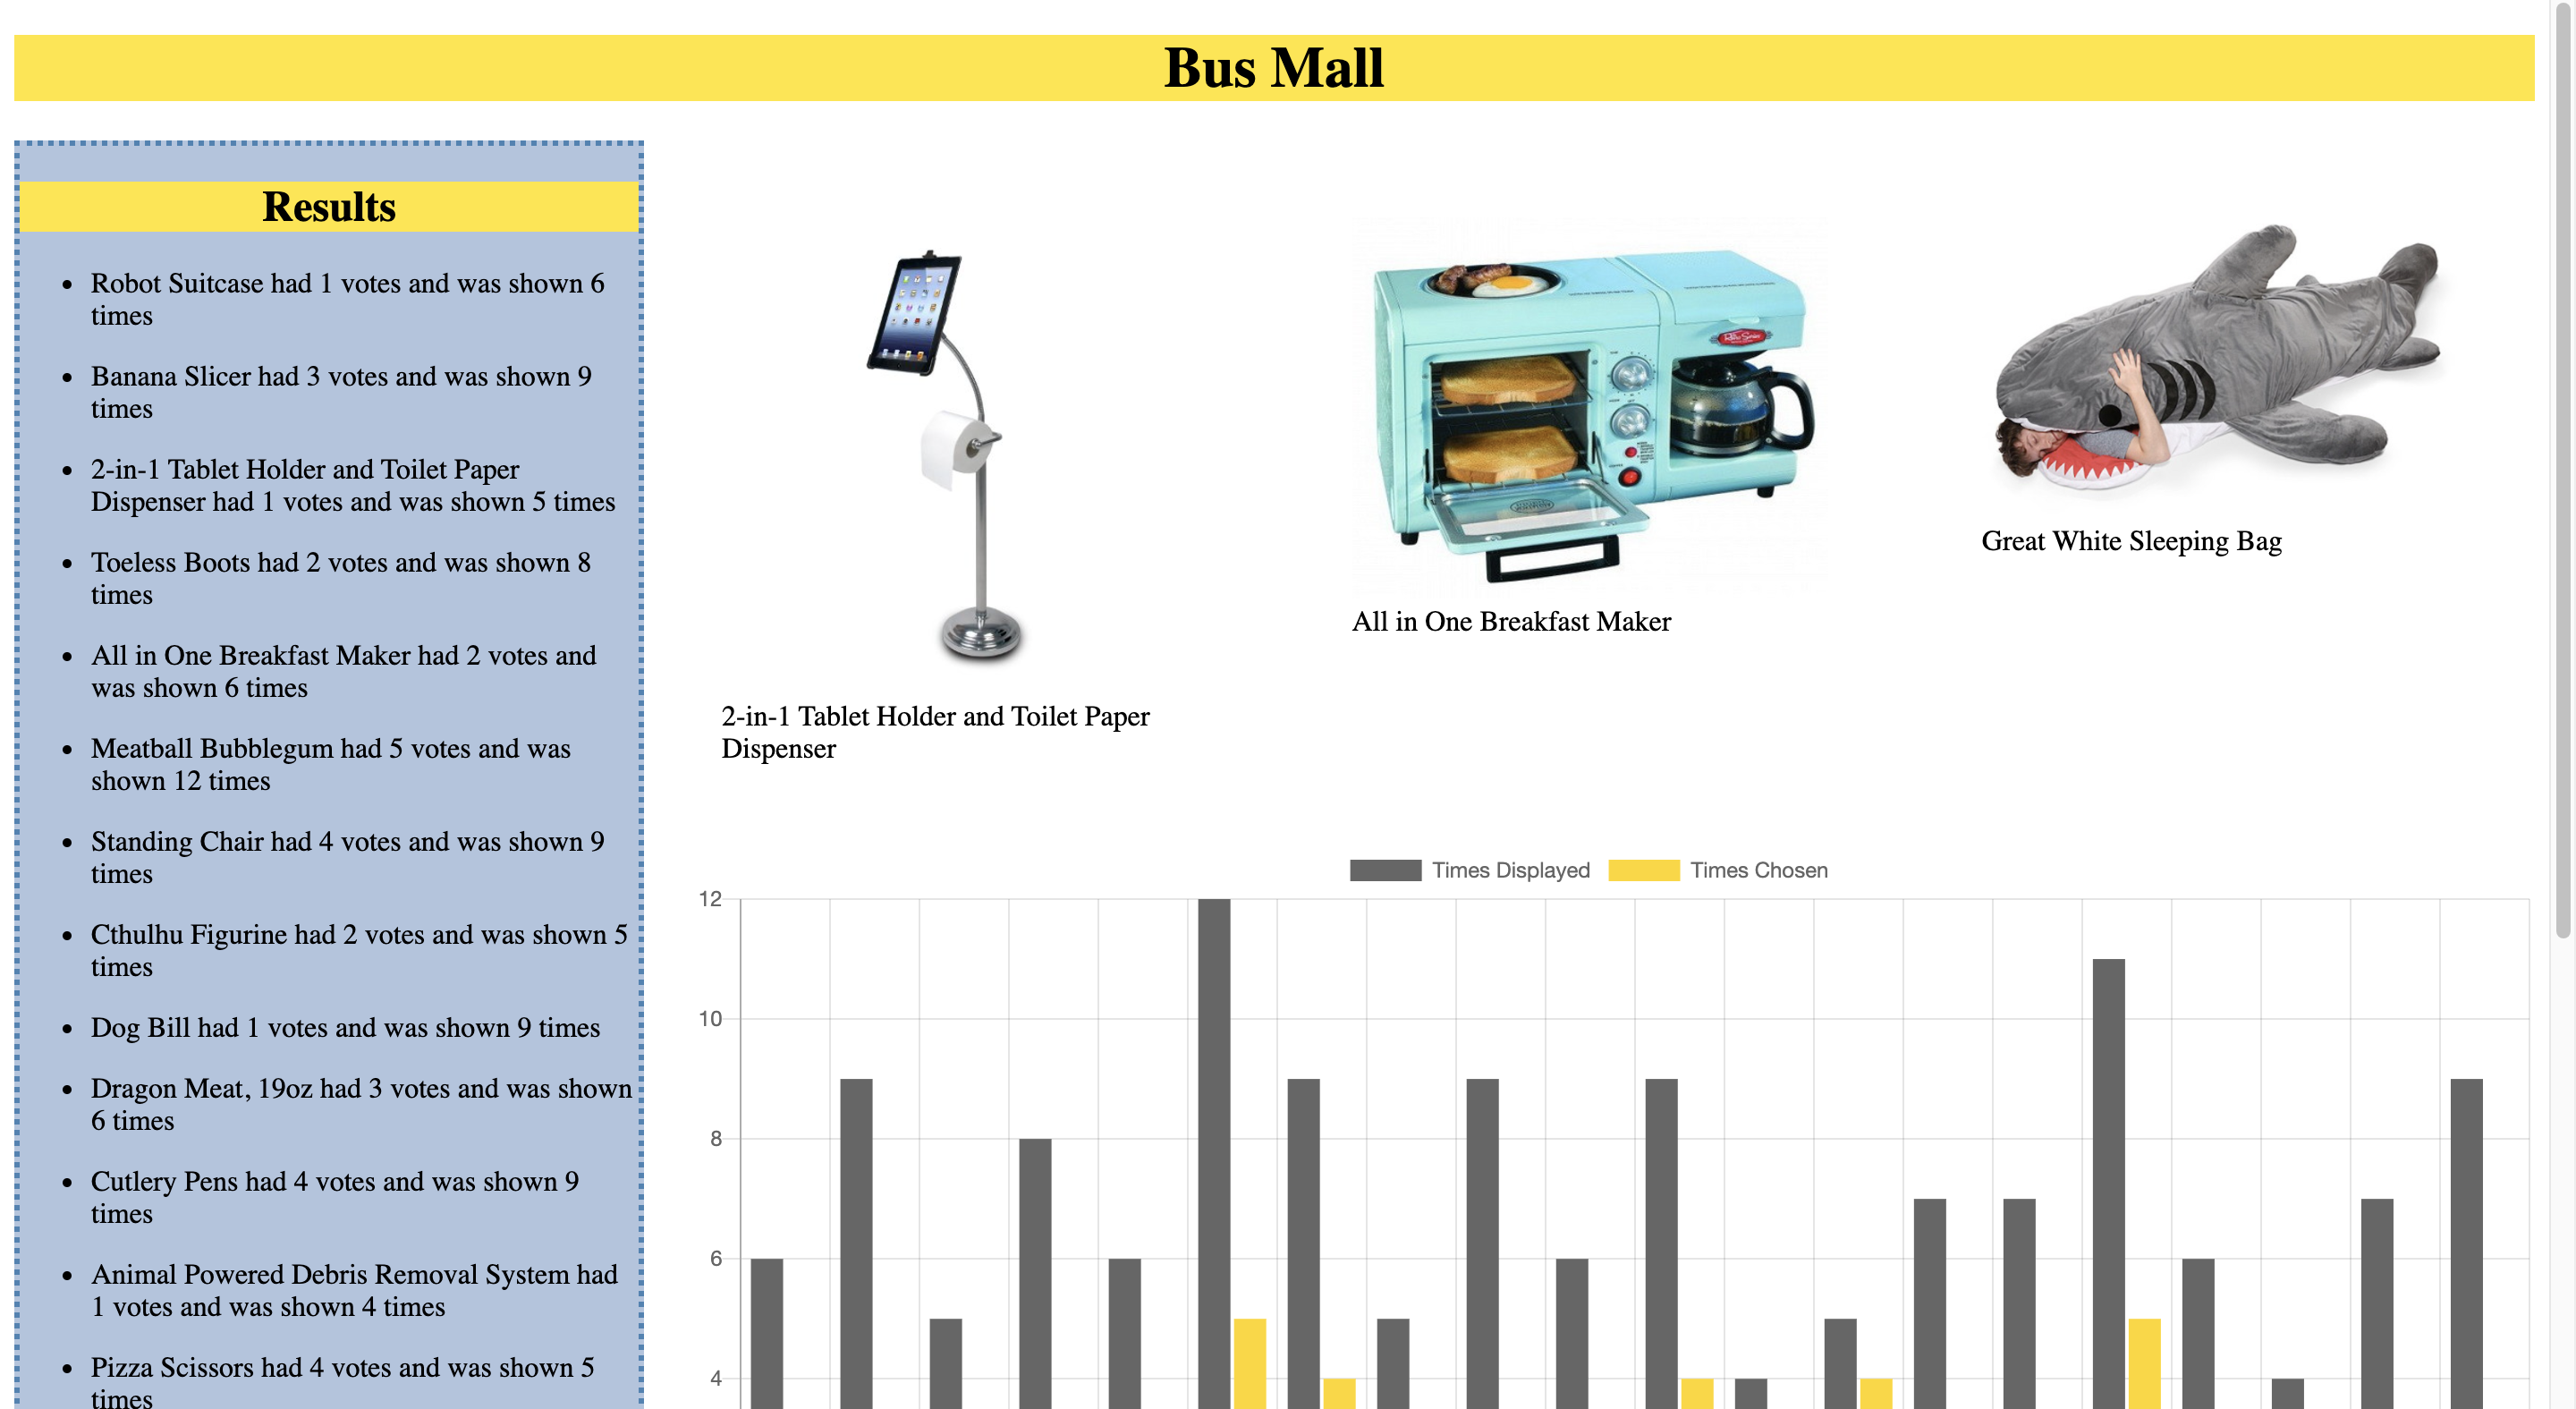 Bus Mall
Results
Robot Suitcase had 1 votes and was shown 6
times
Banana Slicer had 3 votes and was shown 9
times
2-in-1 Tablet Holder and Toilet Paper
Dispenser had 1 votes and was shown 5 times
Toeless Boots had 2 votes and was shown 8
times
All in One Breakfast Maker had 2 votes and
was shown 6 times
Meatball Bubblegum had 5 votes and was
shown 12 times
Standing Chair had 4 votes and was shown 9
times
Cthulhu Figurine had 2 votes and was shown 5
times
Dog Bill had 1 votes and was shown 9 times
Dragon Meat, 19oz had 3 votes and was shown
6 times
Cutlery Pens had 4 votes and was shown 9
times
Animal Powered Debris Removal System had
1 votes and was shown 4 times
Pizza Scissors had 4 votes and was shown 5
times
2-in-1 Tablet Holder and Toilet Paper
Dispenser
All in One Breakfast Maker
Great White Sleeping Bag
Times Displayed
Times Chosen
12
10
8
6
4